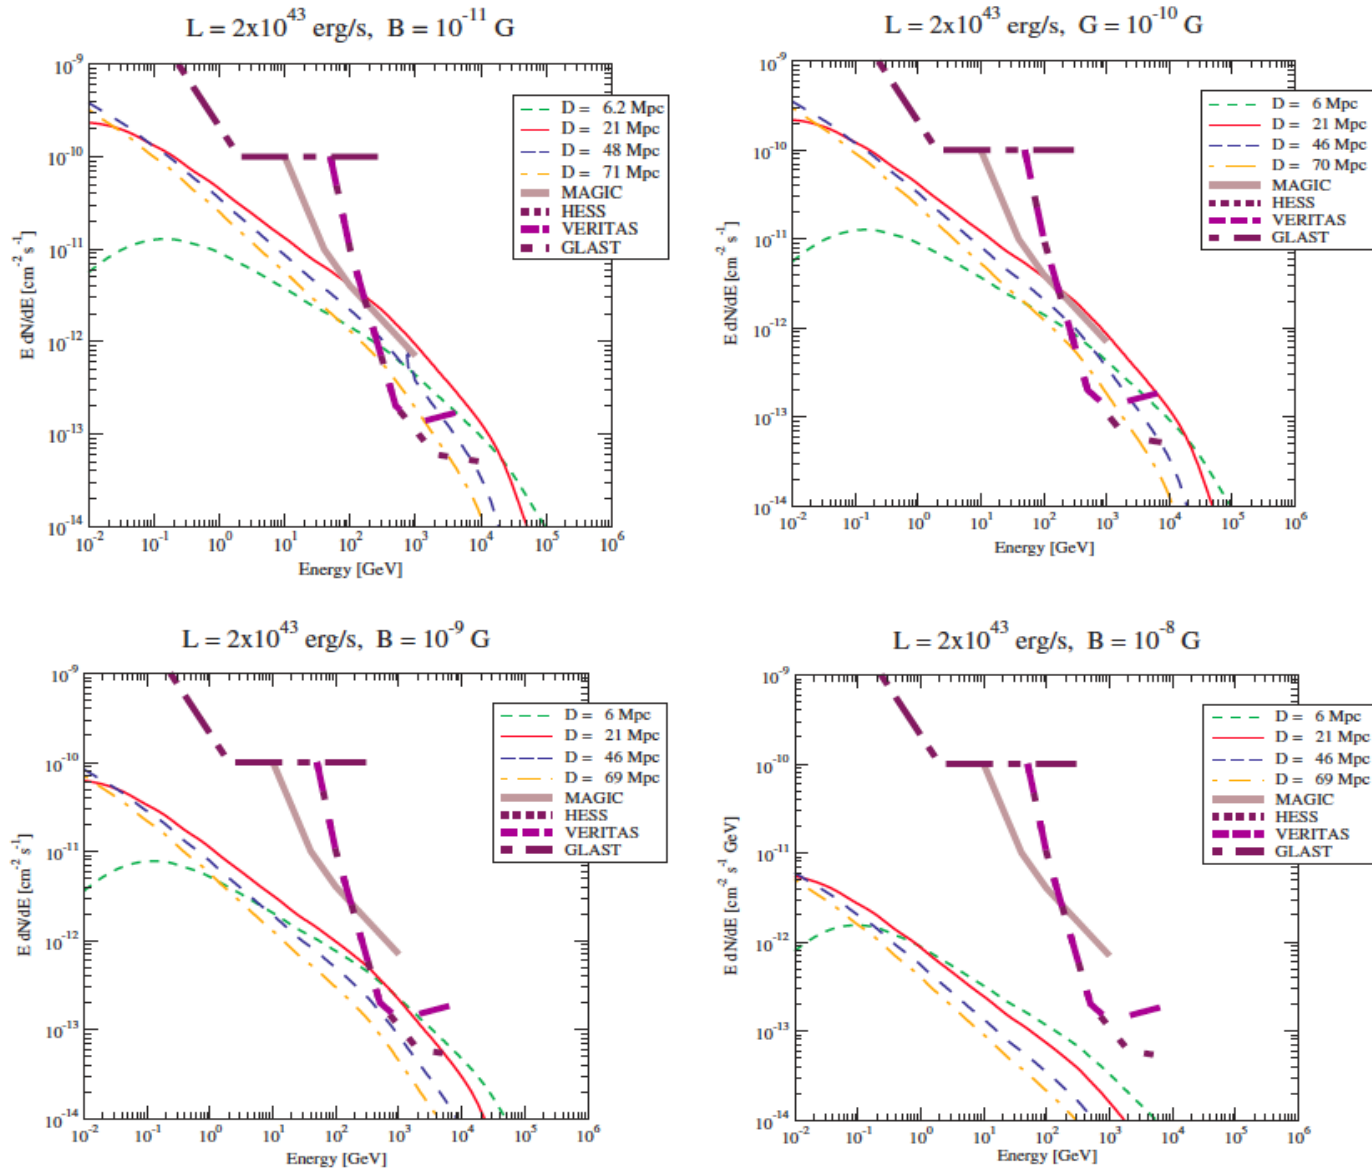 L = 2x10^43 erg/s, B = 10^-11 G
E dN/dE [cm^-2 s^-1]
10^-9
10^-10
10^-11
10^-12
10^-13
10^-14
D = 6.2 Mpc
D = 21 Mpc
D = 48 Mpc
D = 71 Mpc
MAGIC
HESS
VERITAS
GLAST
10^-2 10^-1 10^0 10^1 10^2 10^3 10^4 10^5 10^6
Energy [GeV]
L = 2x10^43 erg/s, G = 10^-10 G
E dN/dE [cm^-2 s^-1]
10^-9
10^-10
10^-11
10^-12
10^-13
10^-14
D = 6 Mpc
D = 21 Mpc
D = 46 Mpc
D = 70 Mpc
MAGIC
HESS
VERITAS
GLAST
10^-2 10^-1 10^0 10^1 10^2 10^3 10^4 10^5 10^6
Energy [GeV]
L = 2x10^43 erg/s, B = 10^-9 G
E dN/dE [cm^-2 s^-1]
10^-9
10^-10
10^-11
10^-12
10^-13
10^-14
D = 6 Mpc
D = 21 Mpc
D = 46 Mpc
D = 69 Mpc
MAGIC
HESS
VERITAS
GLAST
10^-2 10^-1 10^0 10^1 10^2 10^3 10^4 10^5 10^6
Energy [GeV]
L = 2x10^43 erg/s, B = 10^-8 G
E dN/dE [cm^-2 s^-1 GeV]
10^-9
10^-10
10^-11
10^-12
10^-13
10^-14
D = 6 Mpc
D = 21 Mpc
D = 46 Mpc
D = 69 Mpc
MAGIC
HESS
VERITAS
GLAST
10^-2 10^-1 10^0 10^1 10^2 10^3 10^4 10^5 10^6
Energy [GeV]